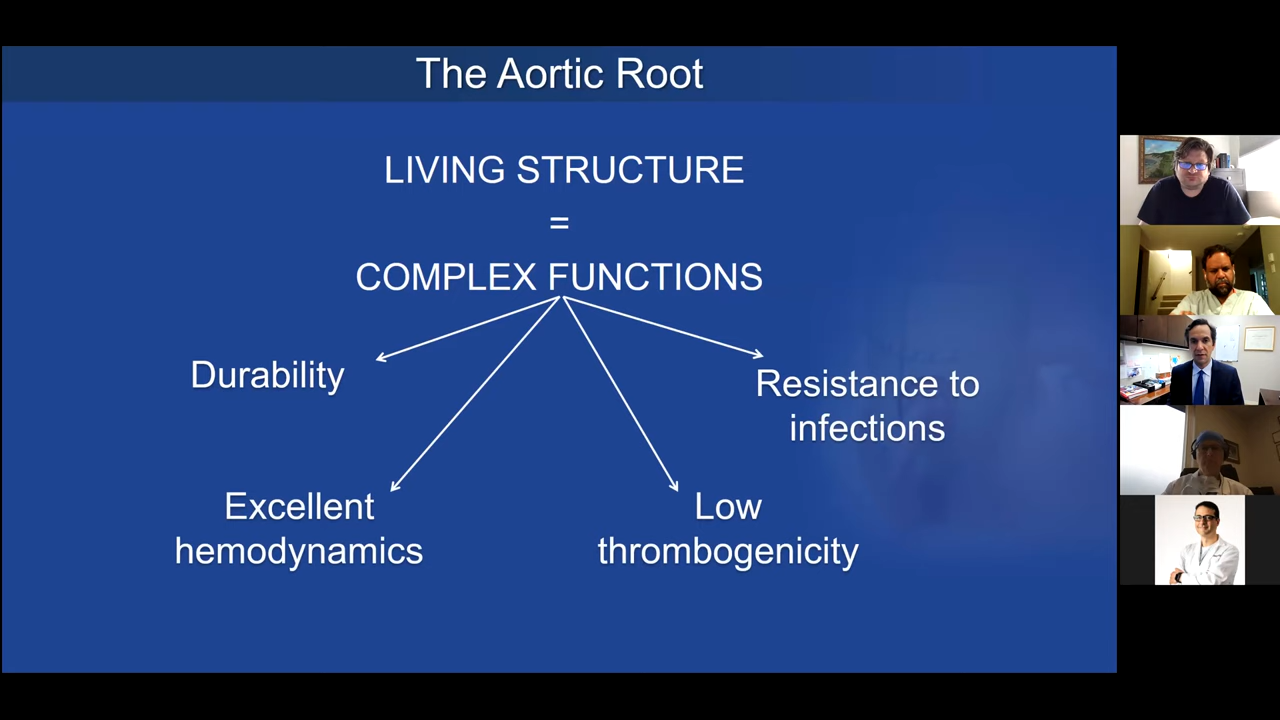 The Aortic Root
LIVING STRUCTURE
=
COMPLEX FUNCTIONS
Durability
Resistance to
infections
Excellent
hemodynamics
Low
thrombogenicity